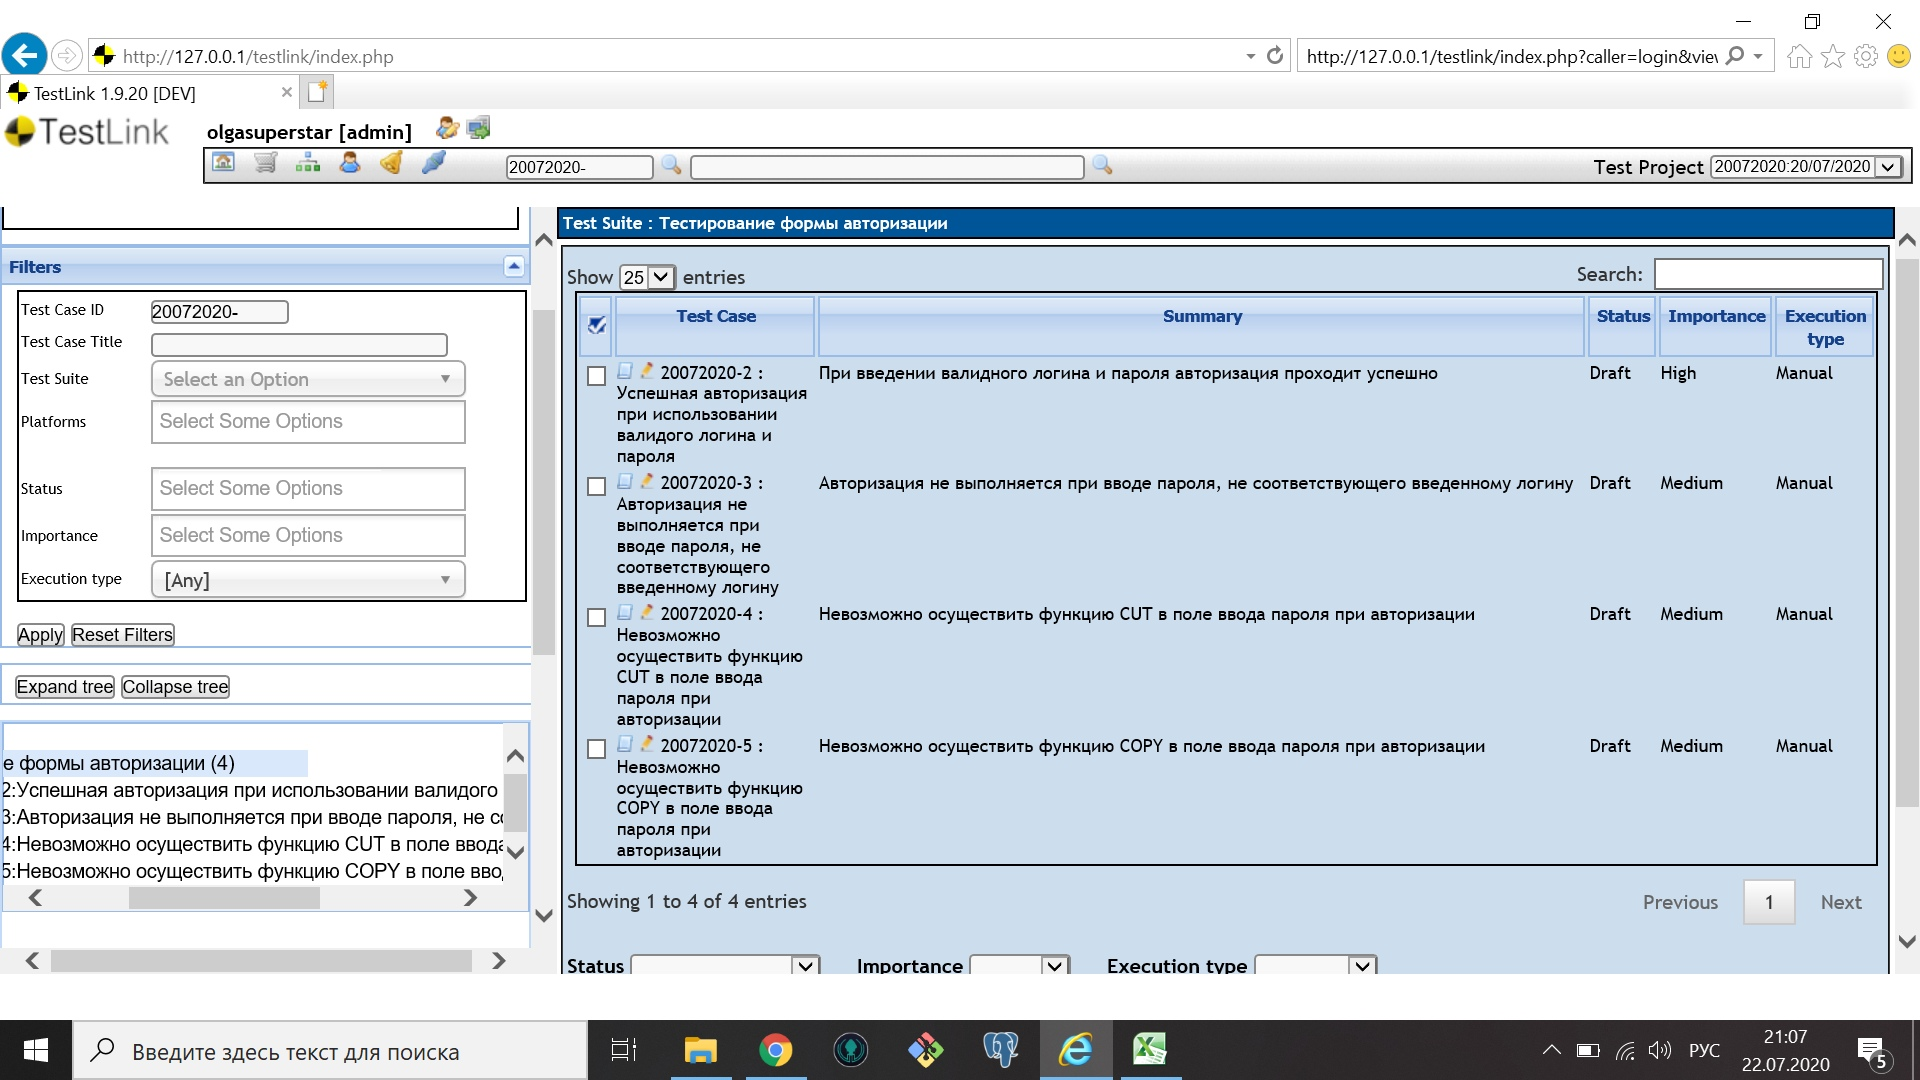 http://127.0.0.1/testlink/index.php
http://127.0.0.1/testlink/index.php?caller=login&view
TestLink 1.9.20 [DEV]
TestLink
olgasuperstar [admin]
20072020-
Test Project
20072020:20/07/2020
Filters
Test Case ID
20072020-
Test Case Title
Test Suite
Select an Option
Platforms
Select Some Options
Status
Select Some Options
Importance
Select Some Options
Execution type
[Any]
Apply
Reset Filters
Expand tree
Collapse tree
е формы авторизации (4)
2:Успешная авторизация при использовании валидого
3:Авторизация не выполняется при вводе пароля, не со
4:Невозможно осуществить функцию CUT в поле ввода
5:Невозможно осуществить функцию COPY в поле вво
Test Suite : Тестирование формы авторизации
Show 25 entries
Search:
Test Case
Summary
Status
Importance
Execution
type
20072020-2 :
Успешная авторизация
при использовании
валидого логина и
пароля
При введении валидного логина и пароля авторизация проходит успешно
Draft
High
Manual
20072020-3 :
Авторизация не
выполняется при
вводе пароля, не
соответствующего
введенному логину
Авторизация не выполняется при вводе пароля, не соответствующего введенному логину
Draft
Medium
Manual
20072020-4 :
Невозможно
осуществить функцию
CUT в поле ввода
пароля при
авторизации
Невозможно осуществить функцию CUT в поле ввода пароля при авторизации
Draft
Medium
Manual
20072020-5 :
Невозможно
осуществить функцию
COPY в поле ввода
пароля при
авторизации
Невозможно осуществить функцию COPY в поле ввода пароля при авторизации
Draft
Medium
Manual
Showing 1 to 4 of 4 entries
Previous
1
Next
Status
Importance
Execution type
Введите здесь текст для поиска
РУС
21:07
22.07.2020
5